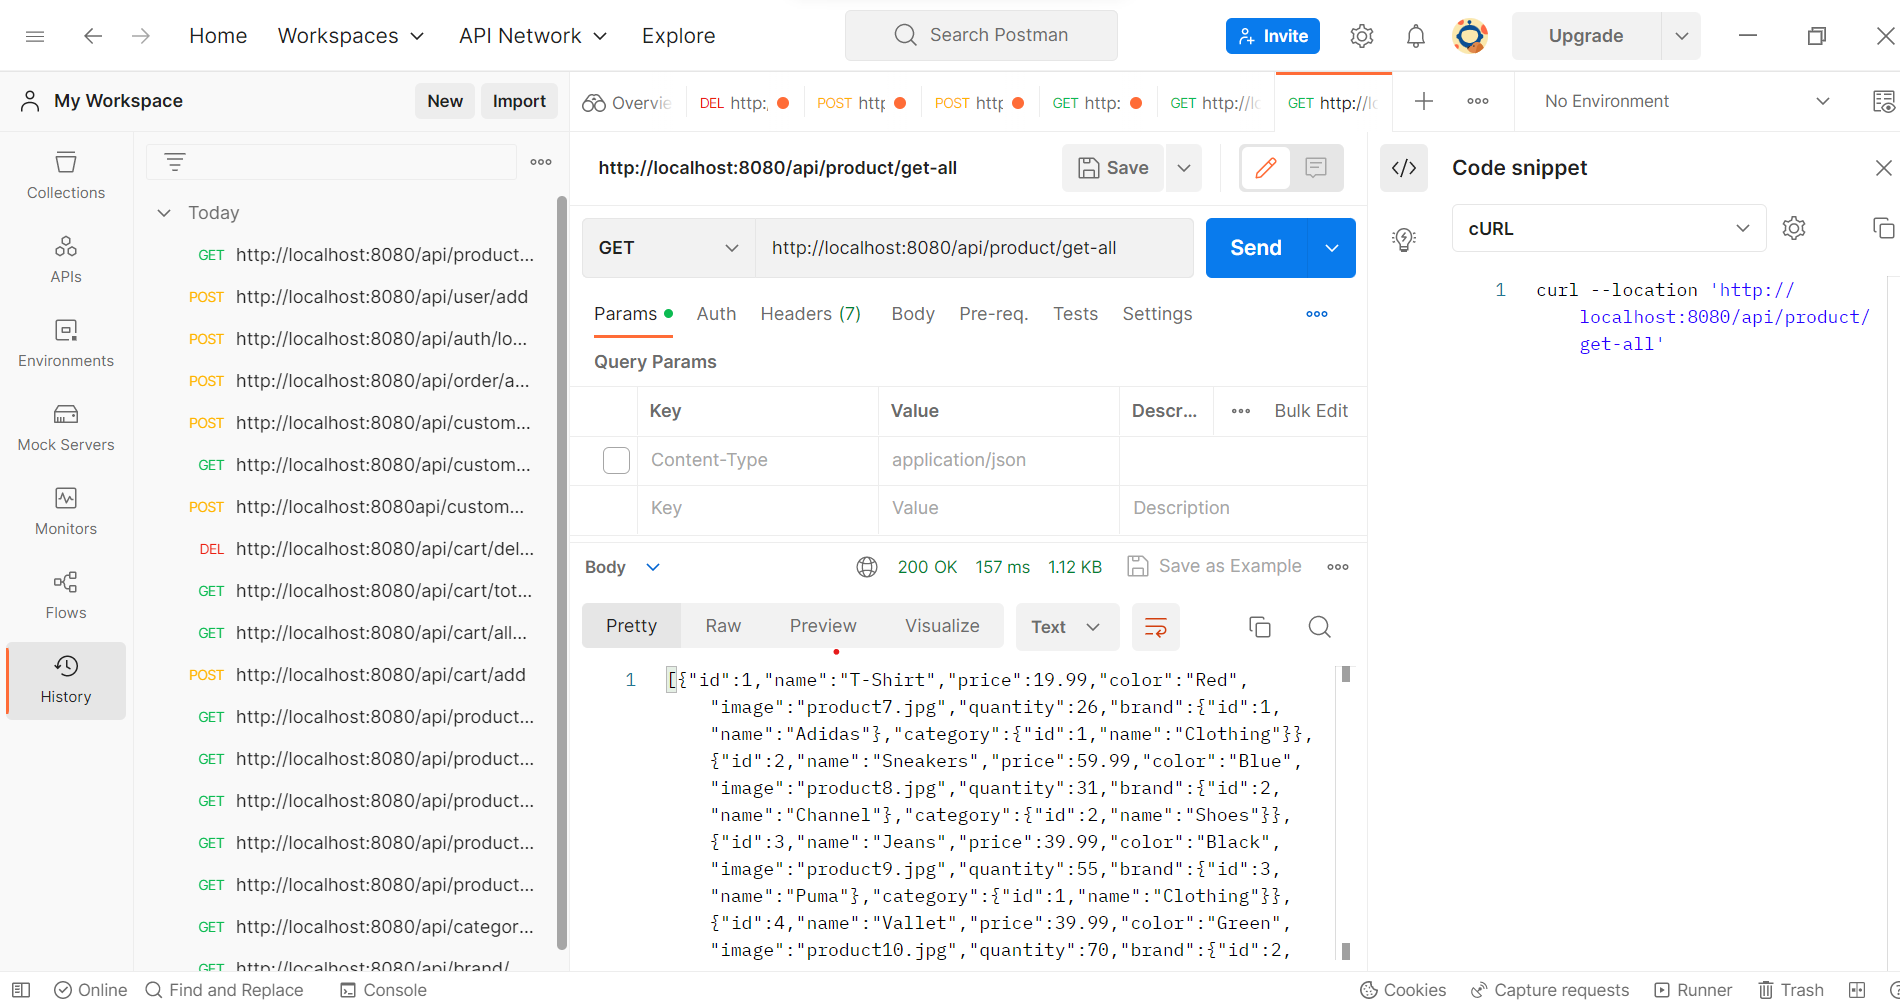 Home Workspaces API Network Explore Search Postman Invite Upgrade
My Workspace New Import
Overvie DEL http: POST http POST http GET http: GET http://lo GET http://lo No Environment
Collections
APIs
Environments
Mock Servers
Monitors
Flows
History
Today
GET http://localhost:8080/api/product...
POST http://localhost:8080/api/user/add
POST http://localhost:8080/api/auth/lo...
POST http://localhost:8080/api/order/a...
POST http://localhost:8080/api/custom...
GET http://localhost:8080/api/custom...
POST http://localhost:8080api/custom...
DEL http://localhost:8080/api/cart/del...
GET http://localhost:8080/api/cart/tot...
GET http://localhost:8080/api/cart/all...
POST http://localhost:8080/api/cart/add
GET http://localhost:8080/api/product...
GET http://localhost:8080/api/product...
GET http://localhost:8080/api/product...
GET http://localhost:8080/api/product...
GET http://localhost:8080/api/product...
GET http://localhost:8080/api/categor...
GET http://localhost:8080/api/brand/
http://localhost:8080/api/product/get-all Save
GET http://localhost:8080/api/product/get-all Send
Params Auth Headers (7) Body Pre-req. Tests Settings
Query Params
Key Value Descr... Bulk Edit
Content-Type application/json
Key Value Description
Body 200 OK 157 ms 1.12 KB Save as Example
Pretty Raw Preview Visualize Text
1 [{"id":1,"name":"T-Shirt","price":19.99,"color":"Red",
"image":"product7.jpg","quantity":26,"brand":{"id":1,
"name":"Adidas"},"category":{"id":1,"name":"Clothing"}},
{"id":2,"name":"Sneakers","price":59.99,"color":"Blue",
"image":"product8.jpg","quantity":31,"brand":{"id":2,
"name":"Channel"},"category":{"id":2,"name":"Shoes"}},
{"id":3,"name":"Jeans","price":39.99,"color":"Black",
"image":"product9.jpg","quantity":55,"brand":{"id":3,
"name":"Puma"},"category":{"id":1,"name":"Clothing"}},
{"id":4,"name":"Vallet","price":39.99,"color":"Green",
"image":"product10.jpg","quantity":70,"brand":{"id":2,
Code snippet
cURL
1 curl --location 'http://
localhost:8080/api/product/
get-all'
Online Find and Replace Console Cookies Capture requests Runner Trash